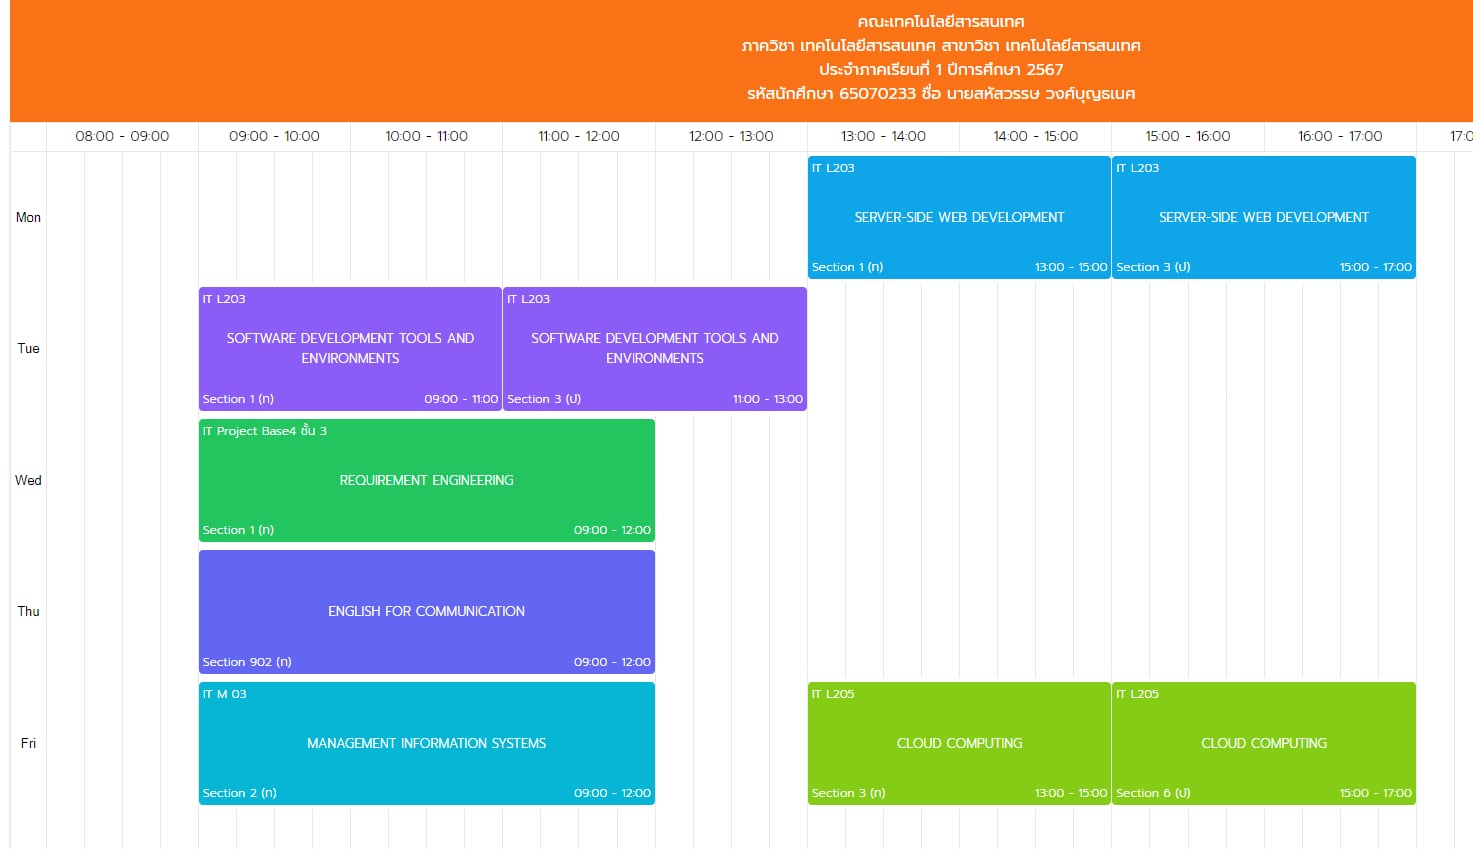 คณะเทคโนโลยีสารสนเทศ
ภาควิชา เทคโนโลยีสารสนเทศ สาขาวิชา เทคโนโลยีสารสนเทศ
ประจำภาคเรียนที่ 1 ปีการศึกษา 2567
รหัสนักศึกษา 65070233 ชื่อ นายสหัสวรรษ วงศ์บุญธเนศ
08:00 - 09:00 09:00 - 10:00 10:00 - 11:00 11:00 - 12:00 12:00 - 13:00 13:00 - 14:00 14:00 - 15:00 15:00 - 16:00 16:00 - 17:00
Mon
IT L203
SERVER-SIDE WEB DEVELOPMENT
Section 1 (ท) 13:00 - 15:00
IT L203
SERVER-SIDE WEB DEVELOPMENT
Section 3 (ป) 15:00 - 17:00
Tue
IT L203
SOFTWARE DEVELOPMENT TOOLS AND
ENVIRONMENTS
Section 1 (ท) 09:00 - 11:00
IT L203
SOFTWARE DEVELOPMENT TOOLS AND
ENVIRONMENTS
Section 3 (ป) 11:00 - 13:00
Wed
IT Project Base4 ชั้น 3
REQUIREMENT ENGINEERING
Section 1 (ท) 09:00 - 12:00
Thu
ENGLISH FOR COMMUNICATION
Section 902 (ท) 09:00 - 12:00
Fri
IT M 03
MANAGEMENT INFORMATION SYSTEMS
Section 2 (ท) 09:00 - 12:00
IT L205
CLOUD COMPUTING
Section 3 (ท) 13:00 - 15:00
IT L205
CLOUD COMPUTING
Section 6 (ป) 15:00 - 17:00